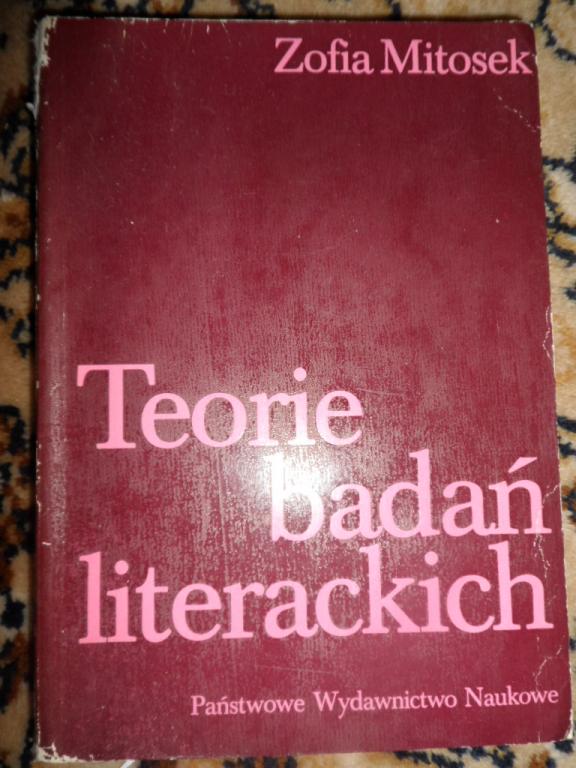 Zofia Mitosek
Teorie
badań
literackich
Państwowe Wydawnictwo Naukowe